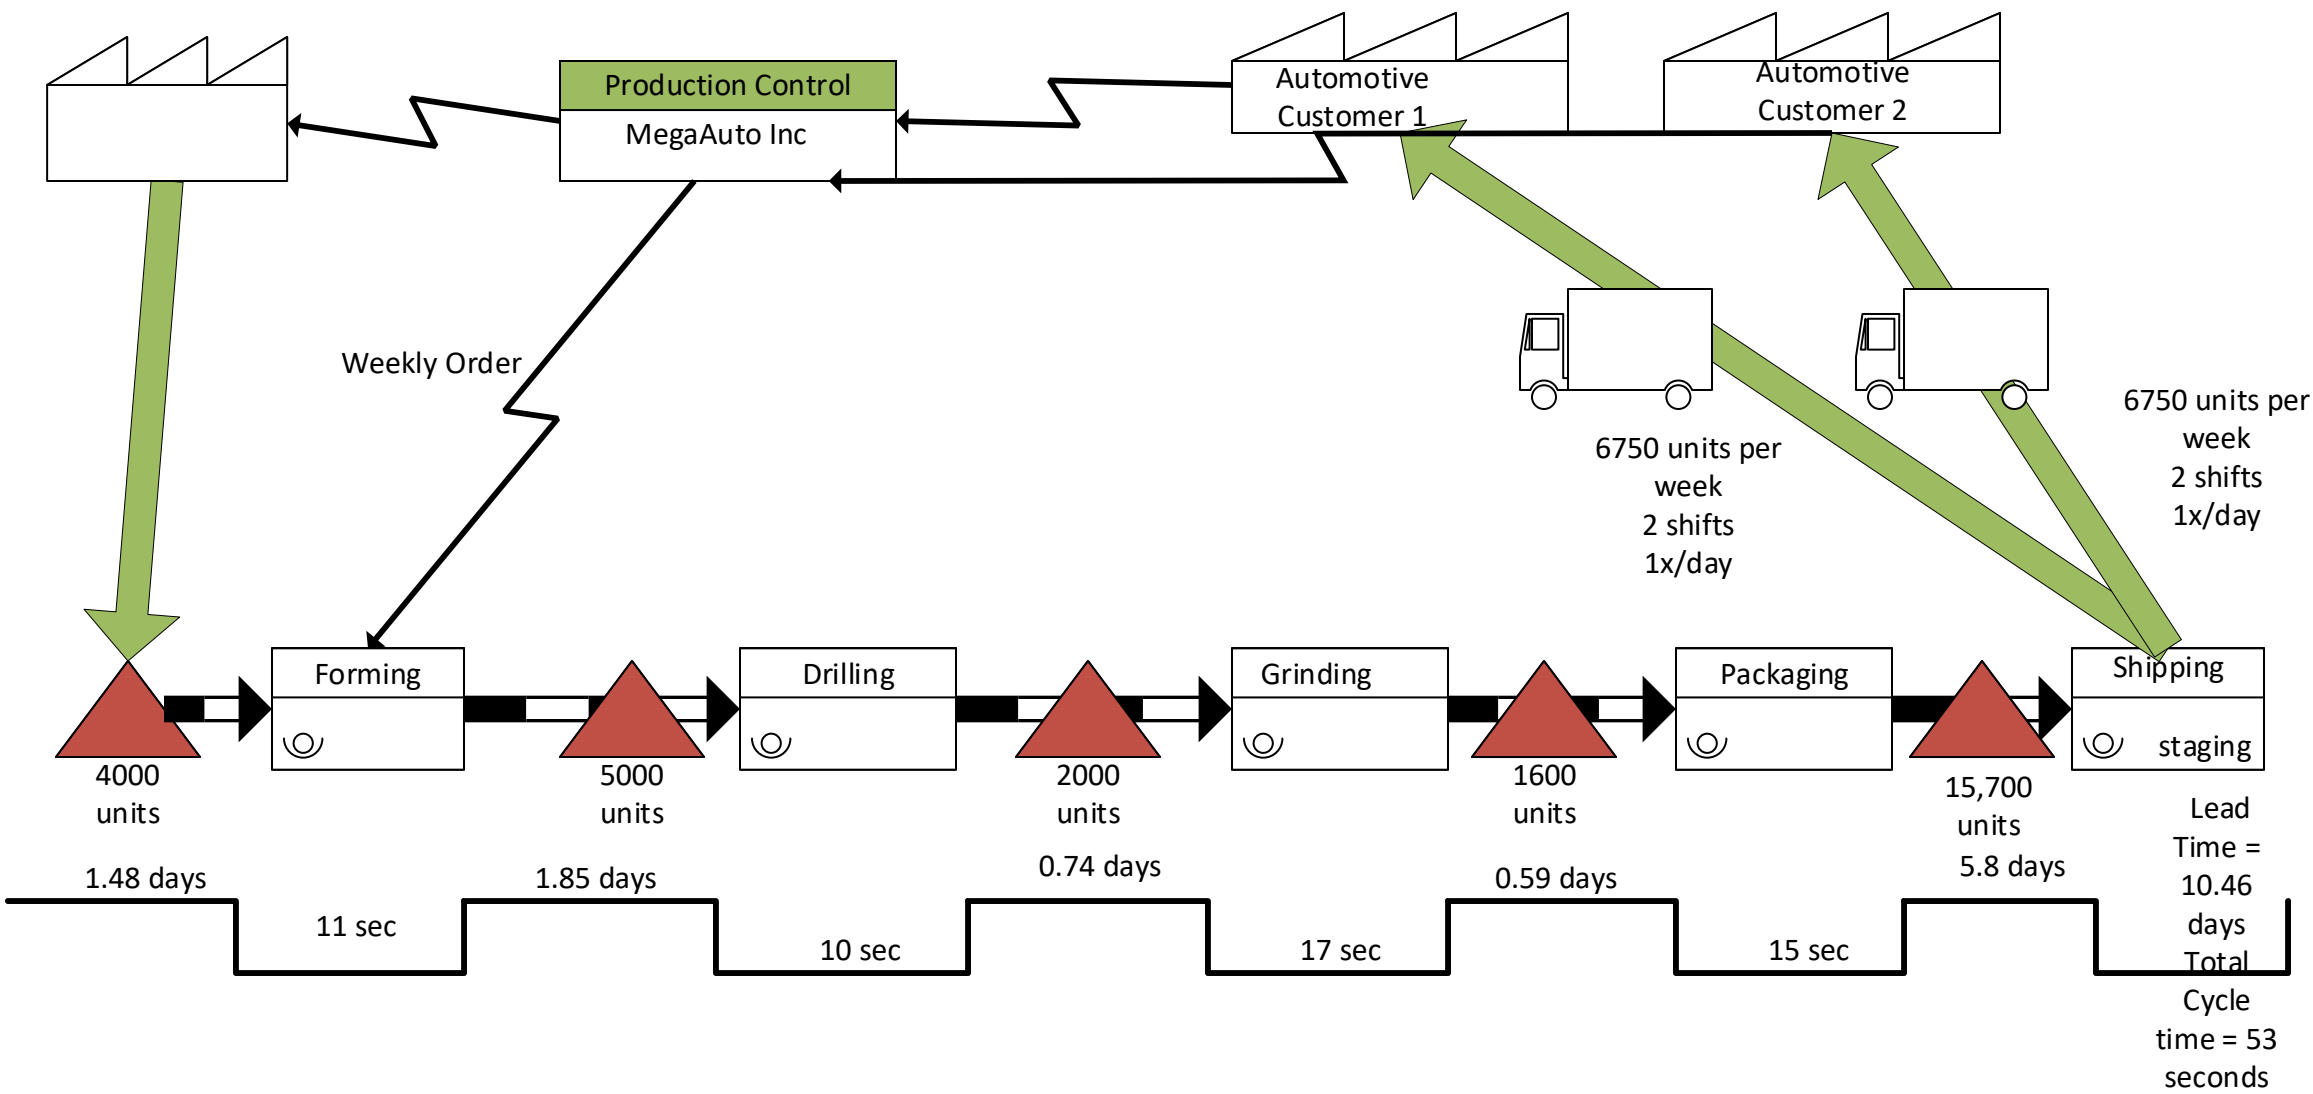 Production Control
MegaAuto Inc
Automotive
Customer 1
Automotive
Customer 2
Weekly Order
6750 units per
week
2 shifts
1x/day
6750 units per
week
2 shifts
1x/day
Forming
Drilling
Grinding
Packaging
Shipping
staging
4000
units
5000
units
2000
units
1600
units
15,700
units
1.48 days
11 sec
1.85 days
10 sec
0.74 days
17 sec
0.59 days
15 sec
5.8 days
Lead
Time =
10.46
days
Total
Cycle
time = 53
seconds